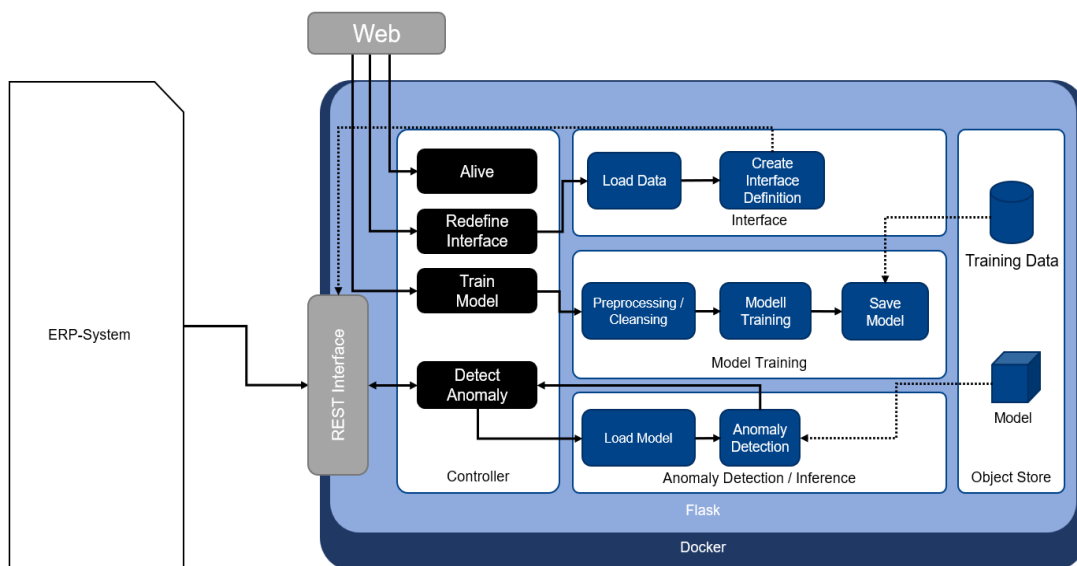 Web
ERP-System
REST Interface
Alive
Redefine
Interface
Train
Model
Detect
Anomaly
Controller
Load Data
Create
Interface
Definition
Interface
Preprocessing /
Cleansing
Modell
Training
Save
Model
Model Training
Load Model
Anomaly
Detection
Anomaly Detection / Inference
Training Data
Model
Object Store
Flask
Docker